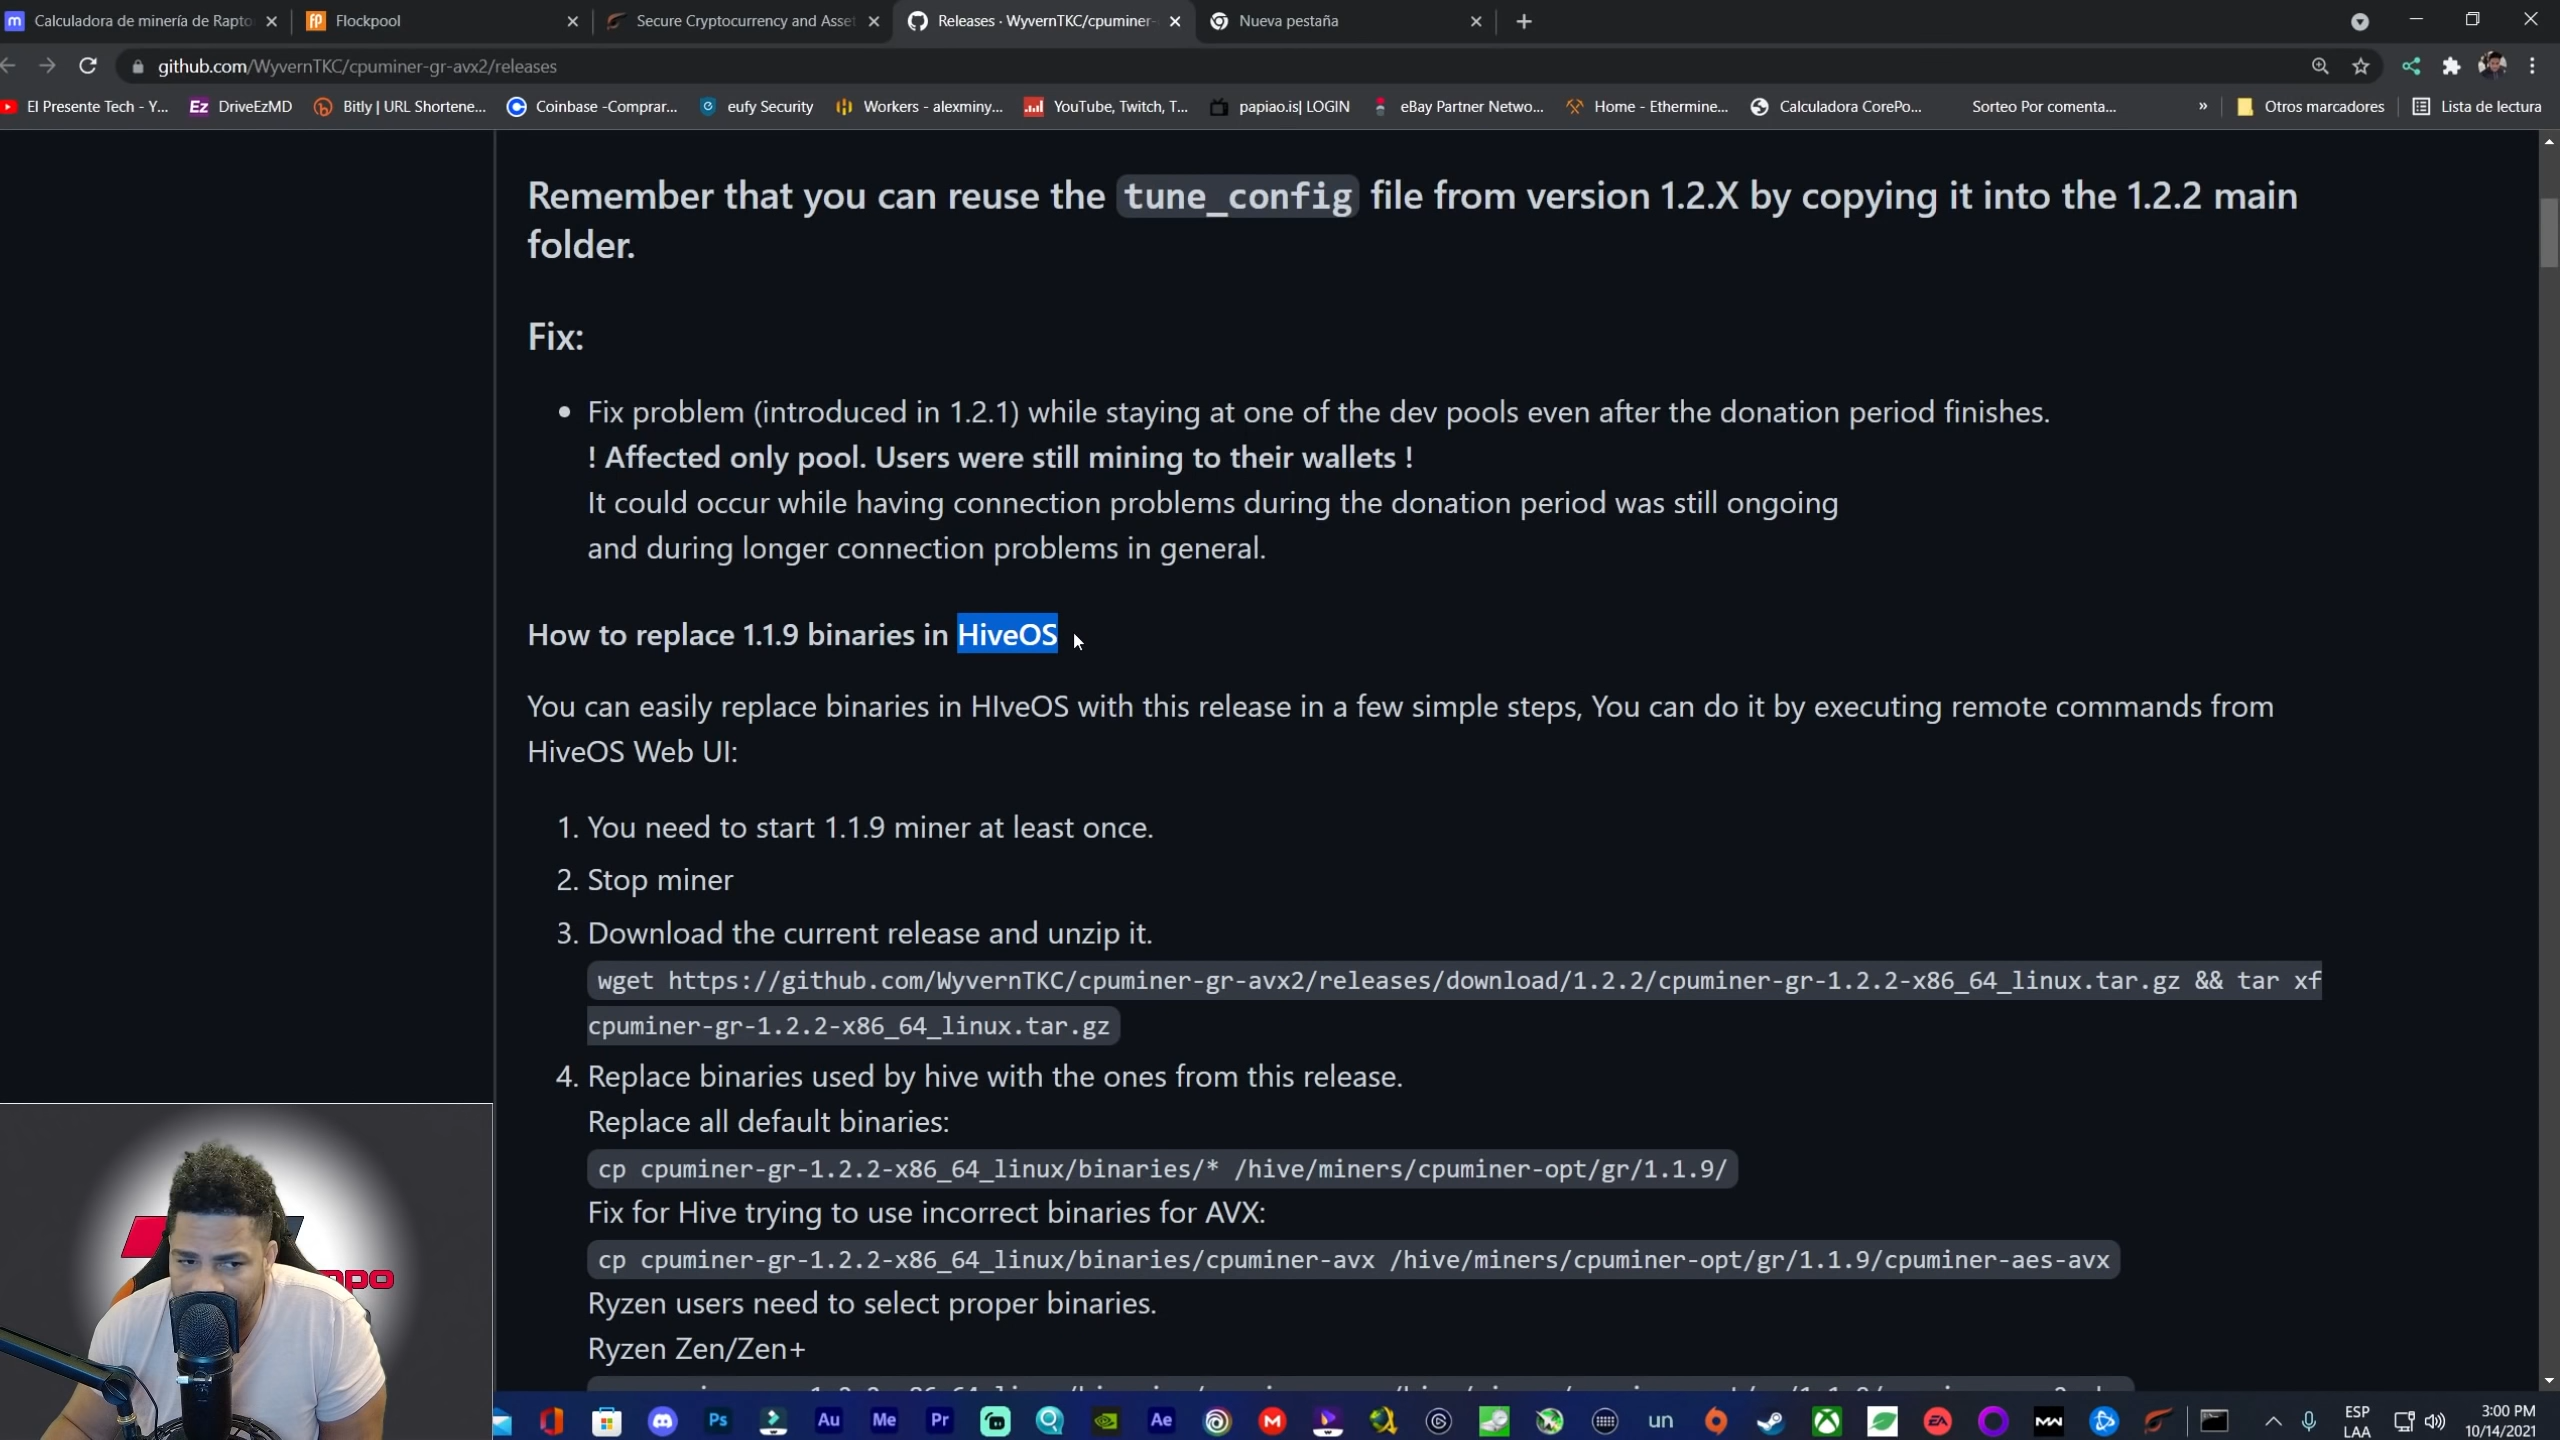 Calculadora de minería de Rapto
Flockpool
Secure Cryptocurrency and Asset
Releases · WyvernTKC/cpuminer-
Nueva pestaña
github.com/WyvernTKC/cpuminer-gr-avx2/releases
El Presente Tech - Y...
Ez DriveEzMD
Bitly | URL Shortene...
Coinbase -Comprar...
eufy Security
Workers - alexminy...
YouTube, Twitch, T...
papiao.is| LOGIN
eBay Partner Netwo...
Home - Ethermine...
Calculadora CorePo...
Sorteo Por comenta...
»
Otros marcadores
Lista de lectura
Remember that you can reuse the tune_config file from version 1.2.X by copying it into the 1.2.2 main
folder.
Fix:
• Fix problem (introduced in 1.2.1) while staying at one of the dev pools even after the donation period finishes.
! Affected only pool. Users were still mining to their wallets !
It could occur while having connection problems during the donation period was still ongoing
and during longer connection problems in general.
How to replace 1.1.9 binaries in HiveOS
You can easily replace binaries in HIveOS with this release in a few simple steps, You can do it by executing remote commands from
HiveOS Web UI:
1. You need to start 1.1.9 miner at least once.
2. Stop miner
3. Download the current release and unzip it.
wget https://github.com/WyvernTKC/cpuminer-gr-avx2/releases/download/1.2.2/cpuminer-gr-1.2.2-x86_64_linux.tar.gz && tar xf
cpuminer-gr-1.2.2-x86_64_linux.tar.gz
4. Replace binaries used by hive with the ones from this release.
Replace all default binaries:
cp cpuminer-gr-1.2.2-x86_64_linux/binaries/* /hive/miners/cpuminer-opt/gr/1.1.9/
Fix for Hive trying to use incorrect binaries for AVX:
cp cpuminer-gr-1.2.2-x86_64_linux/binaries/cpuminer-avx /hive/miners/cpuminer-opt/gr/1.1.9/cpuminer-aes-avx
Ryzen users need to select proper binaries.
Ryzen Zen/Zen+
Ps
Au
Me
Pr
Ae
un
EA
MW
ESP
LAA
3:00 PM
10/14/2021